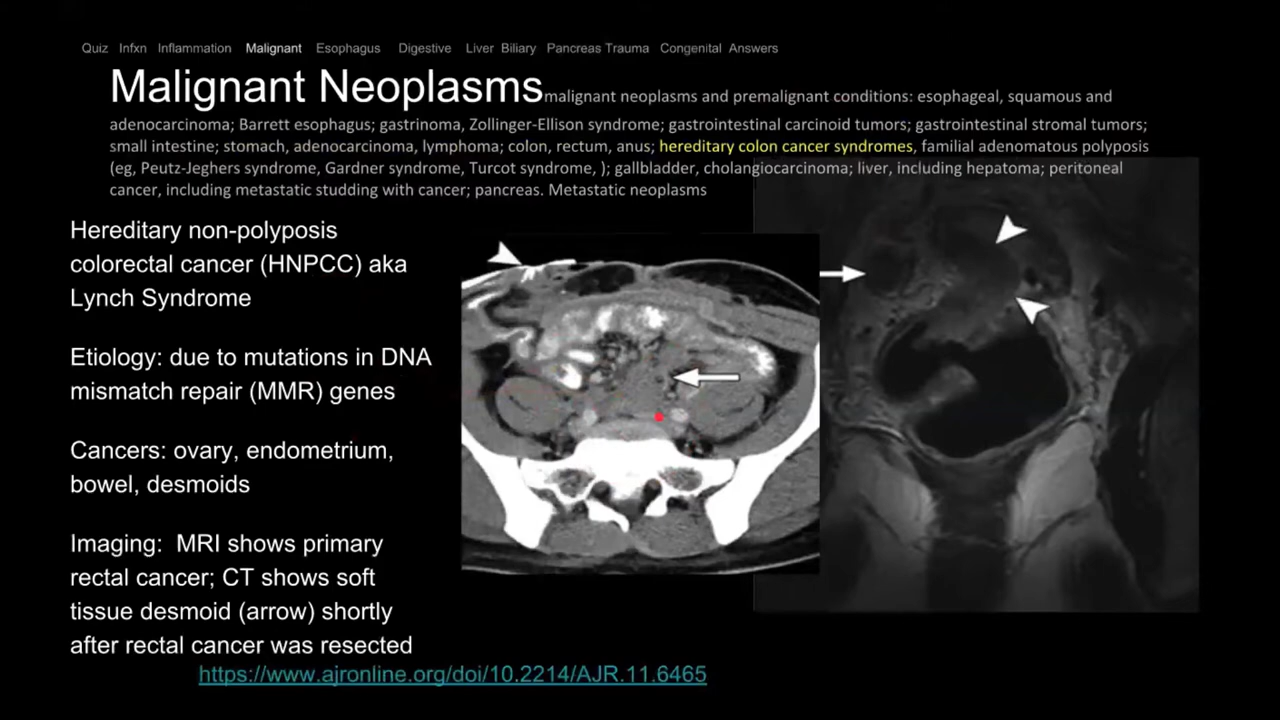 Quiz Infxn Inflammation Malignant Esophagus Digestive Liver Biliary Pancreas Trauma Congenital Answers
Malignant Neoplasms malignant neoplasms and premalignant conditions: esophageal, squamous and
adenocarcinoma; Barrett esophagus; gastrinoma, Zollinger-Ellison syndrome; gastrointestinal carcinoid tumors; gastrointestinal stromal tumors;
small intestine; stomach, adenocarcinoma, lymphoma; colon, rectum, anus; hereditary colon cancer syndromes, familial adenomatous polyposis
(eg, Peutz-Jeghers syndrome, Gardner syndrome, Turcot syndrome, ); gallbladder, cholangiocarcinoma; liver, including hepatoma; peritoneal
cancer, including metastatic studding with cancer; pancreas. Metastatic neoplasms
Hereditary non-polyposis
colorectal cancer (HNPCC) aka
Lynch Syndrome
Etiology: due to mutations in DNA
mismatch repair (MMR) genes
Cancers: ovary, endometrium,
bowel, desmoids
Imaging: MRI shows primary
rectal cancer; CT shows soft
tissue desmoid (arrow) shortly
after rectal cancer was resected
https://www.ajronline.org/doi/10.2214/AJR.11.6465